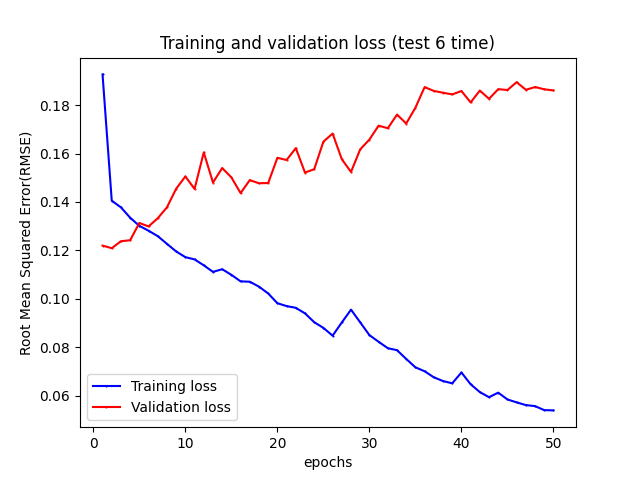 Training and validation loss (test 6 time)
Root Mean Squared Error(RMSE)
0.18
0.16
0.14
0.12
0.10
0.08
0.06
Training loss
Validation loss
0 10 20 30 40 50
epochs